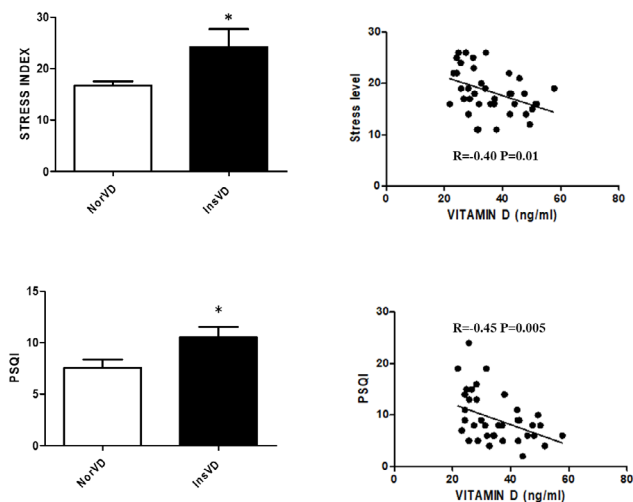 STRESS INDEX
30
20
10
0
*
NorVD
InsVD
Stress level
30
20
10
0
R=-0.40 P=0.01
20 40 60 80
VITAMIN D (ng/ml)
PSQI
15
10
5
0
*
NorVD
InsVD
PSQI
30
20
10
0
R=-0.45 P=0.005
0 20 40 60 80
VITAMIN D (ng/ml)